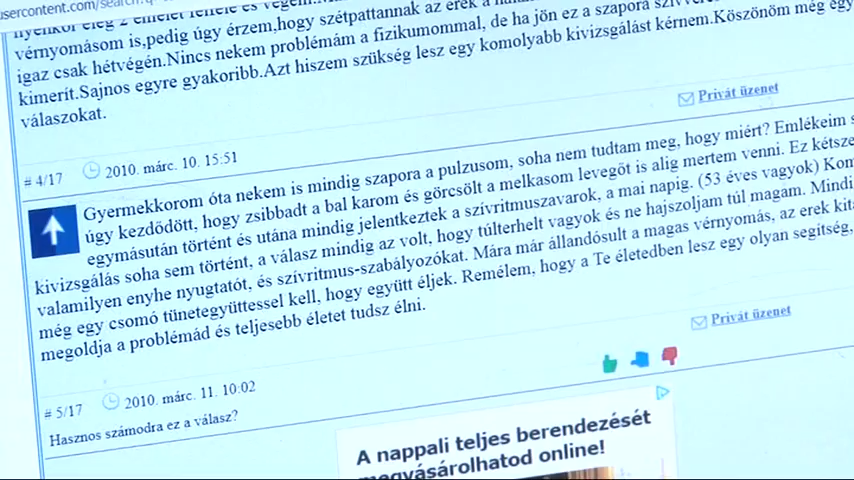 usercontent.com/search
nyenkor elég 2 emelet felfele és végem
vérnyomásom is,pedig úgy érzem,hogy szétpattannak az erek a
igaz csak hétvégén.Nincs nekem problémám a fizikumommal, de ha jön ez a szapora
kimerít.Sajnos egyre gyakoribb.Azt hiszem szükség lesz egy komolyabb kivizsgálást kérnem.Köszönöm még egy
válaszokat.
Privát üzenet
# 4/17 2010. márc. 10. 15:51
Gyermekkorom óta nekem is mindig szapora a pulzusom, soha nem tudtam meg, hogy miért? Emlékeim s
úgy kezdődött, hogy zsibbadt a bal karom és görcsölt a melkasom levegőt is alig mertem venni. Ez kétsze
egymásután történt és utána mindig jelentkeztek a szívritmuszavarok, a mai napig. (53 éves vagyok) Kom
kivizsgálás soha sem történt, a válasz mindig az volt, hogy túlterhelt vagyok és ne hajszoljam túl magam. Mindi
valamilyen enyhe nyugtatót, és szívritmus-szabályozókat. Mára már állandósult a magas vérnyomás, az erek kit
még egy csomó tünetegyüttessel kell, hogy együtt éljek. Remélem, hogy a Te életedben lesz egy olyan segítség,
megoldja a problémád és teljesebb életet tudsz élni.
Privát üzenet
# 5/17 2010. márc. 11. 10:02
Hasznos számodra ez a válasz?
A nappali teljes berendezését
megvásárolhatod online!